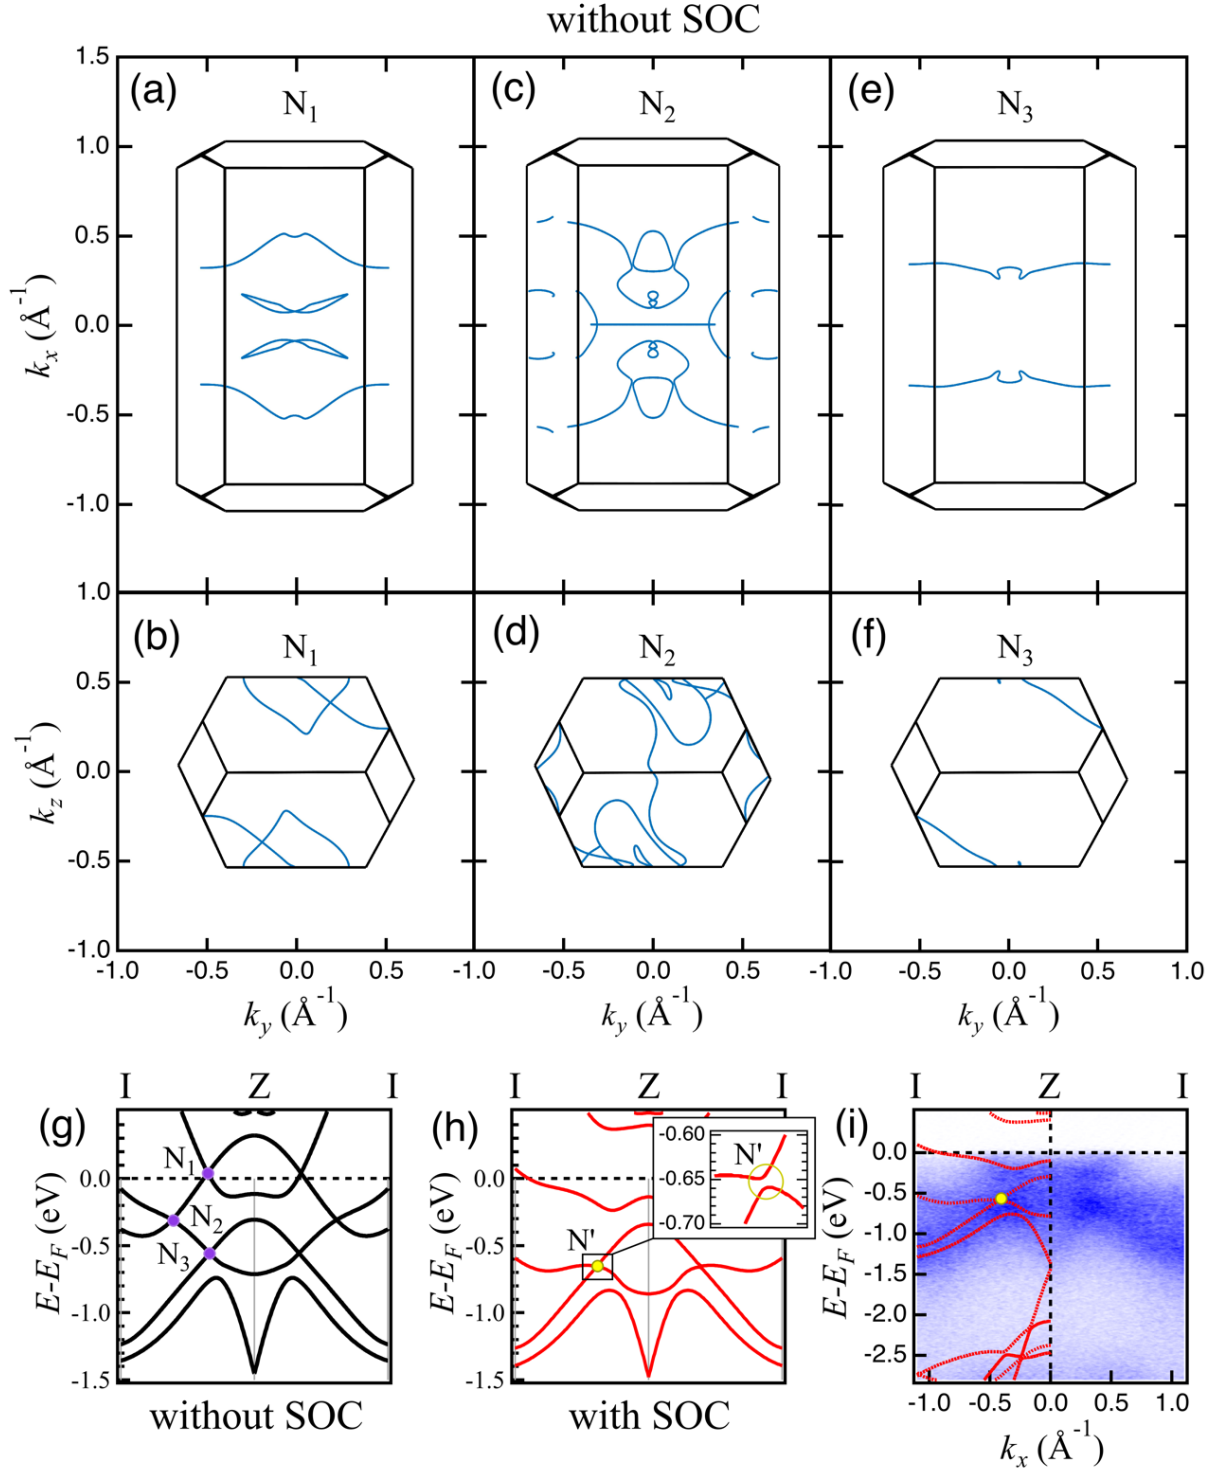 without SOC
(a) (c) (e)
N1 N2 N3
1.5
1.0
0.5
0.0
-0.5
-1.0
kx (Å-1)
(b) (d) (f)
N1 N2 N3
1.0
0.5
0.0
-0.5
-1.0
kz (Å-1)
-1.0 -0.5 0.0 0.5 -1.0 -0.5 0.0 0.5 -1.0 -0.5 0.0 0.5 1.0
ky (Å-1) ky (Å-1) ky (Å-1)
I Z I I Z I I Z I
(g) (h) (i)
N1
N2
N3
0.0
-0.5
-1.0
-1.5
E-EF (eV)
without SOC
N'
-0.60
-0.65
-0.70
N'
0.0
-0.5
-1.0
-1.5
E-EF (eV)
with SOC
0.0
-0.5
-1.0
-1.5
-2.0
-2.5
E-EF (eV)
-1.0 -0.5 0.0 0.5 1.0
kx (Å-1)